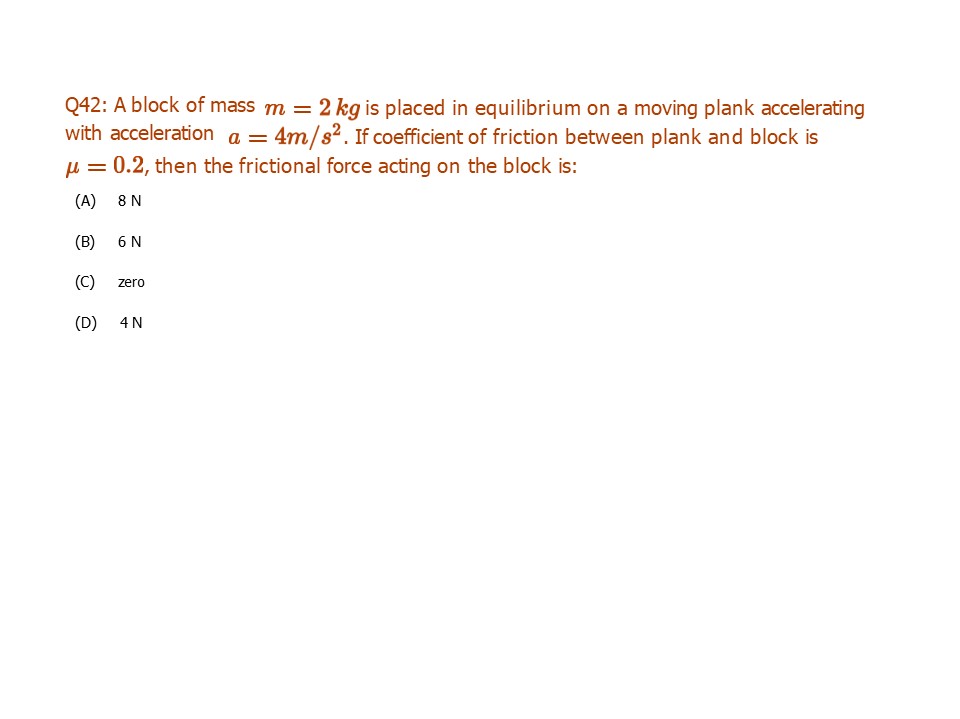 Q42: A block of mass m = 2 kg is placed in equilibrium on a moving plank accelerating
with acceleration a = 4m/s². If coefficient of friction between plank and block is
μ = 0.2, then the frictional force acting on the block is:
(A) 8 N
(B) 6 N
(C) zero
(D) 4 N